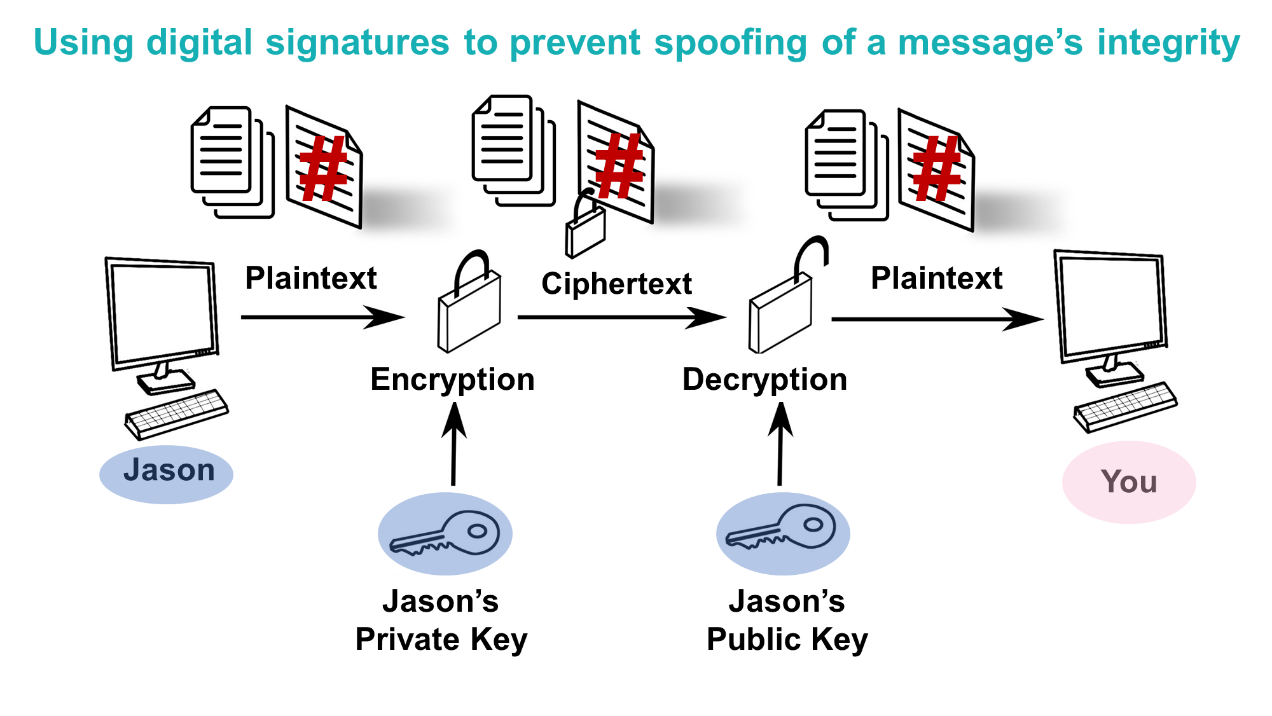 Using digital signatures to prevent spoofing of a message’s integrity
#
#
#
Plaintext
Ciphertext
Plaintext
Encryption
Decryption
Jason
You
Jason’s
Private Key
Jason’s
Public Key